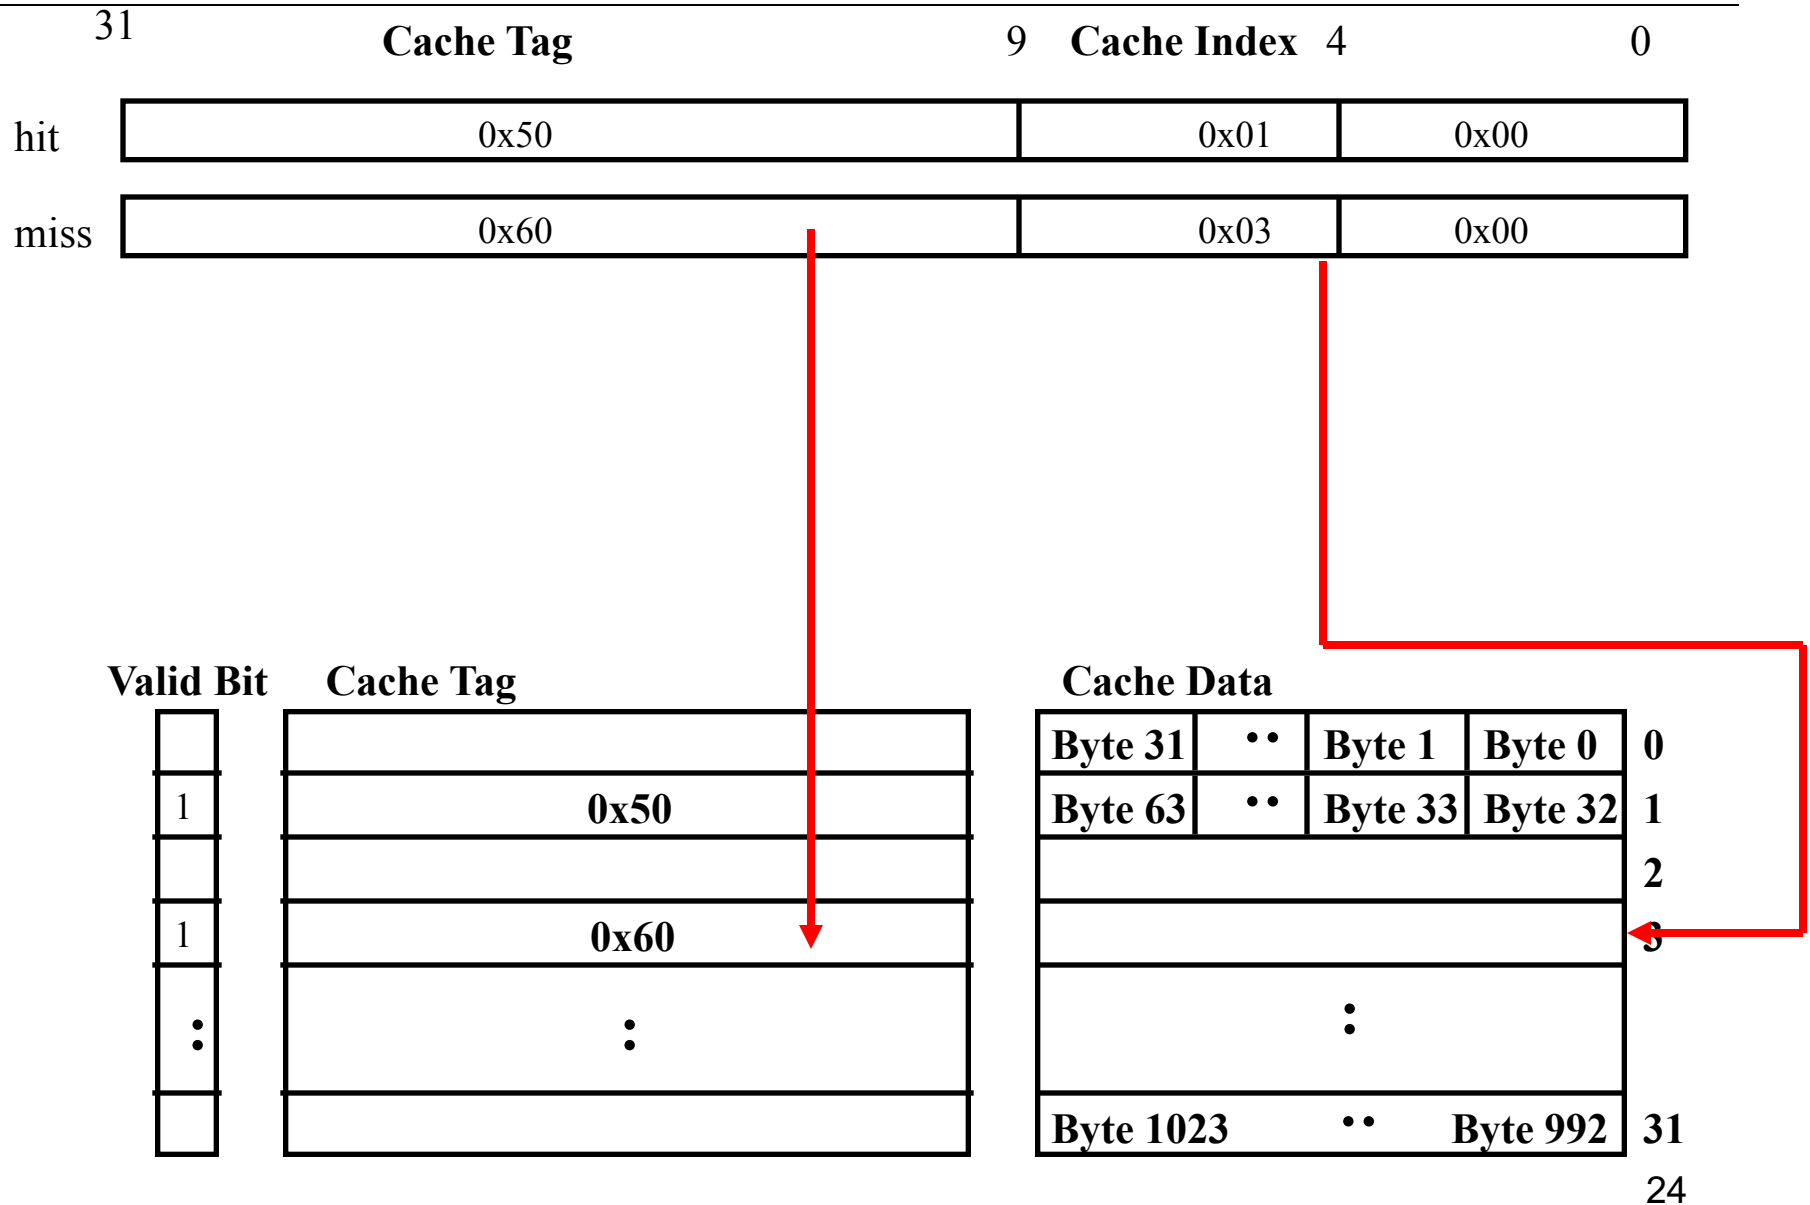 31 Cache Tag 9 Cache Index 4 0
hit 0x50 0x01 0x00
miss 0x60 0x03 0x00
Valid Bit Cache Tag Cache Data
Byte 31 ·· Byte 1 Byte 0 0
1 0x50 Byte 63 ·· Byte 33 Byte 32 1
2
1 0x60 3
: : :
Byte 1023 ·· Byte 992 31
24